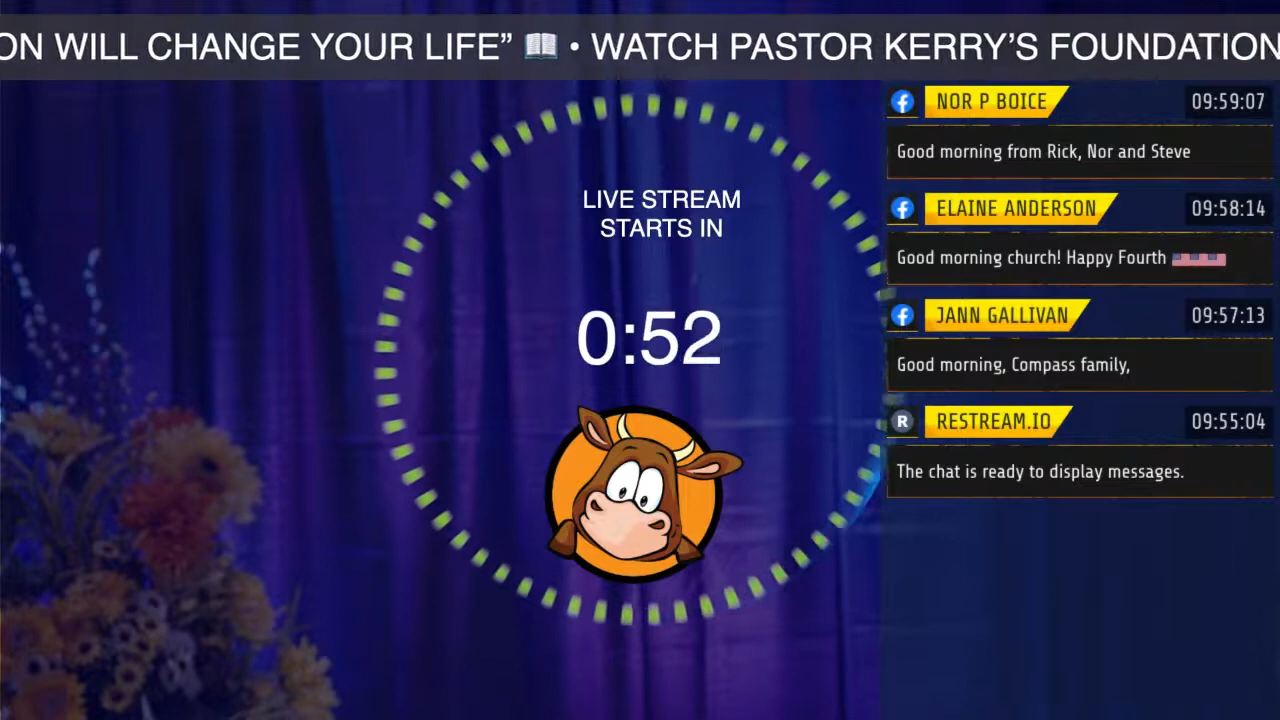 ON WILL CHANGE YOUR LIFE” 📖 • WATCH PASTOR KERRY’S FOUNDATION
LIVE STREAM
STARTS IN
0:52
NOR P BOICE 09:59:07
Good morning from Rick, Nor and Steve
ELAINE ANDERSON 09:58:14
Good morning church! Happy Fourth 🇺🇸🇺🇸🇺🇸
JANN GALLIVAN 09:57:13
Good morning, Compass family,
R RESTREAM.IO 09:55:04
The chat is ready to display messages.